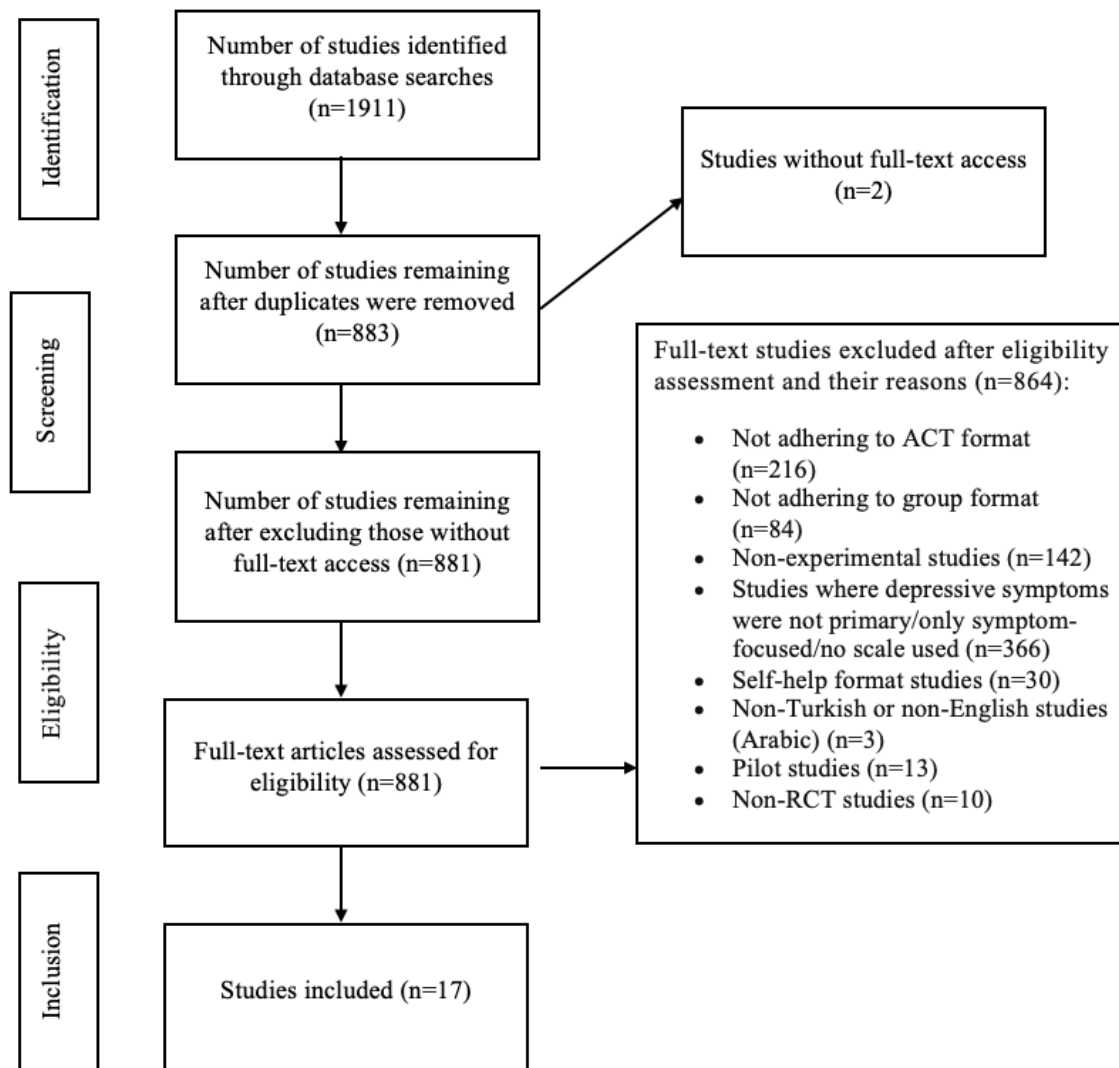 Identification
Number of studies identified
through database searches
(n=1911)
Studies without full-text access
(n=2)
Screening
Number of studies remaining
after duplicates were removed
(n=883)
Number of studies remaining
after excluding those without
full-text access (n=881)
Full-text studies excluded after eligibility
assessment and their reasons (n=864):
• Not adhering to ACT format
(n=216)
• Not adhering to group format
(n=84)
• Non-experimental studies (n=142)
• Studies where depressive symptoms
were not primary/only symptom-
focused/no scale used (n=366)
• Self-help format studies (n=30)
• Non-Turkish or non-English studies
(Arabic) (n=3)
• Pilot studies (n=13)
• Non-RCT studies (n=10)
Eligibility
Full-text articles assessed for
eligibility (n=881)
Inclusion
Studies included (n=17)